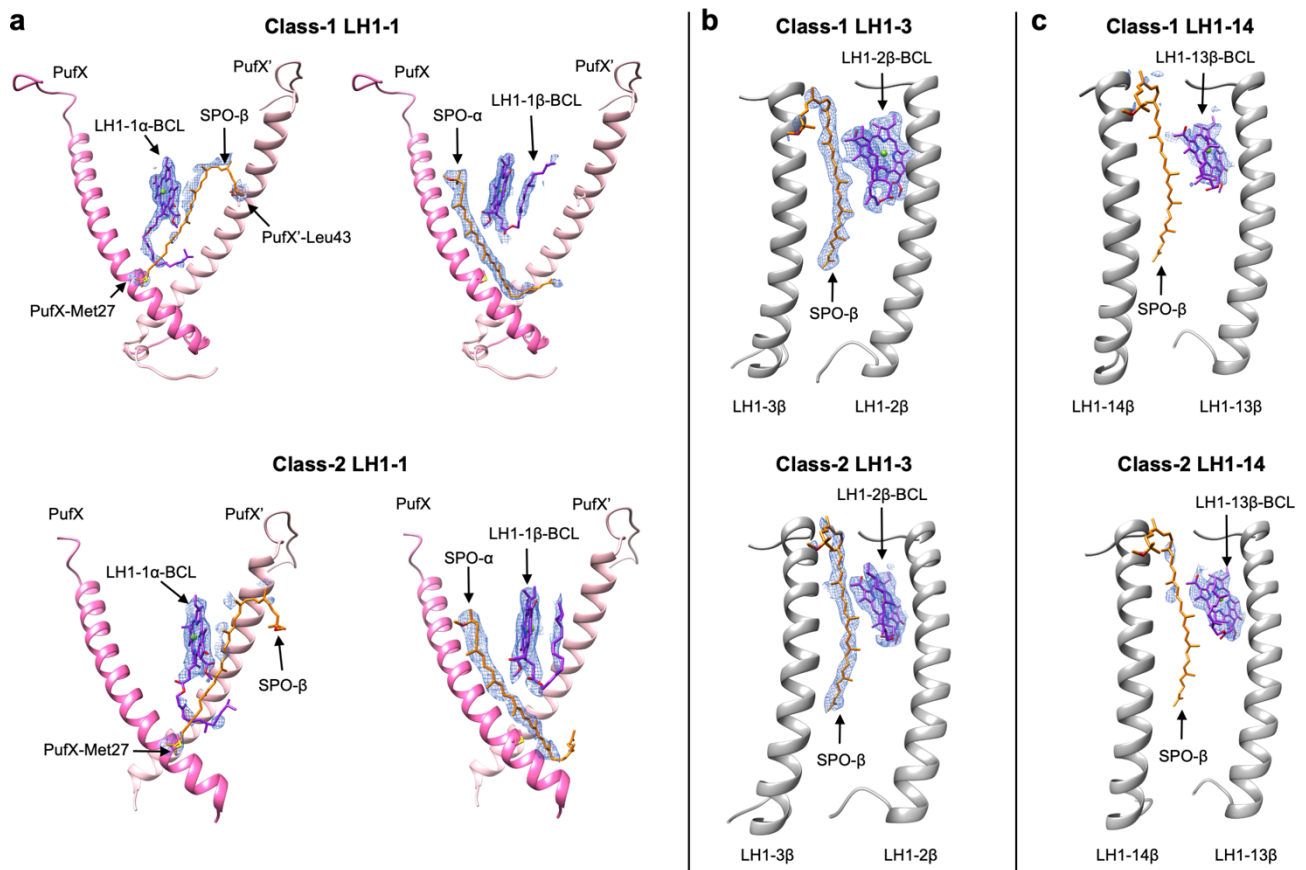 a
Class-1 LH1-1
PufX
PufX'
LH1-1α-BCL
SPO-β
PufX'-Leu43
PufX-Met27
PufX
PufX'
SPO-α
LH1-1β-BCL
Class-2 LH1-1
PufX
PufX'
LH1-1α-BCL
SPO-β
PufX-Met27
PufX
PufX'
SPO-α
LH1-1β-BCL
b
Class-1 LH1-3
LH1-2β-BCL
SPO-β
LH1-3β
LH1-2β
Class-2 LH1-3
LH1-2β-BCL
SPO-β
LH1-3β
LH1-2β
c
Class-1 LH1-14
LH1-13β-BCL
SPO-β
LH1-14β
LH1-13β
Class-2 LH1-14
LH1-13β-BCL
SPO-β
LH1-14β
LH1-13β